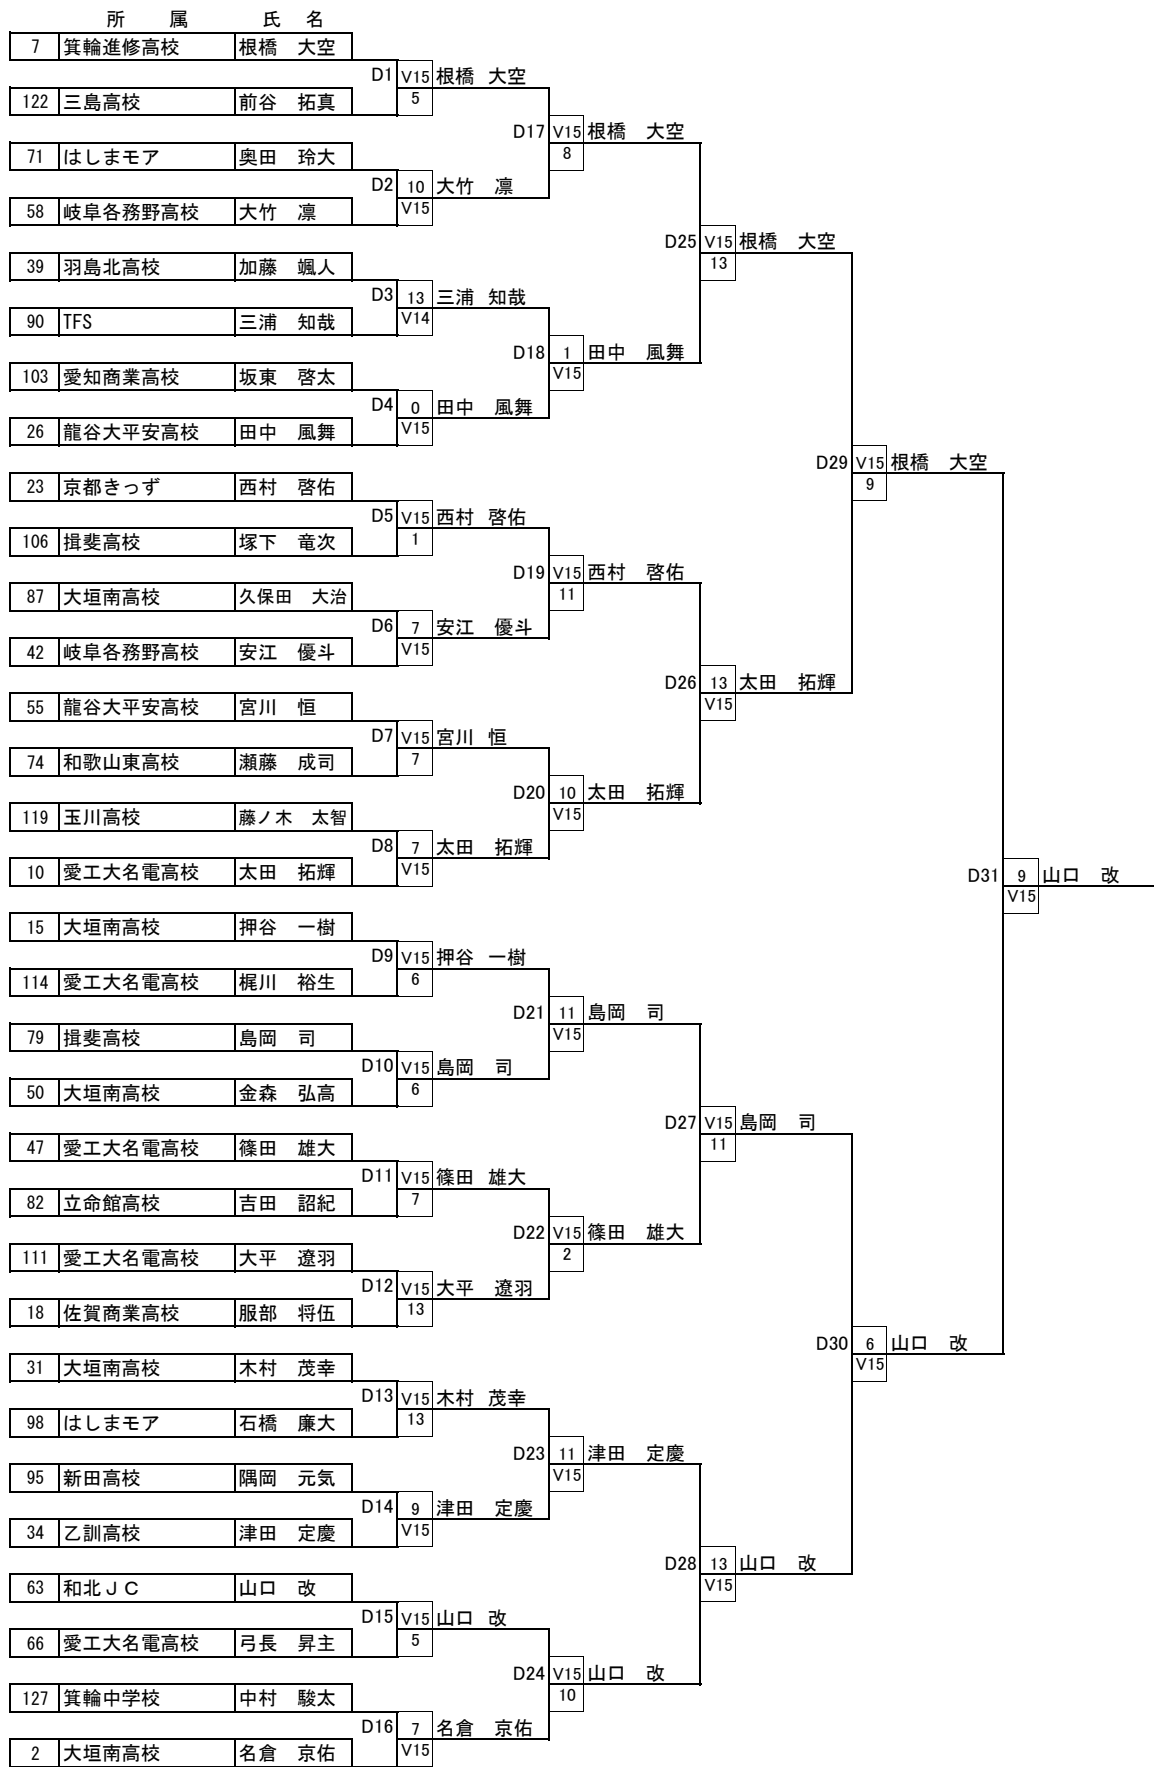 所　属　氏　名
7 箕輪進修高校 根橋　大空
D1 V15 根橋 大空
122 三島高校 前谷　拓真 5
D17 V15 根橋　大空
71 はしまモア 奥田　玲大 8
D2 10 大竹　凛
58 岐阜各務野高校 大竹　凛 V15
D25 V15 根橋　大空
39 羽島北高校 加藤　颯人 13
D3 13 三浦 知哉
90 TFS 三浦　知哉 V14
D18 1 田中　風舞
103 愛知商業高校 坂東　啓太 V15
D4 0 田中　風舞
26 龍谷大平安高校 田中　風舞 V15
D29 V15 根橋　大空
23 京都きっず 西村　啓佑 9
D5 V15 西村 啓佑
106 揖斐高校 塚下　竜次 1
D19 V15 西村　啓佑
87 大垣南高校 久保田　大治 11
D6 7 安江　優斗
42 岐阜各務野高校 安江　優斗 V15
D26 13 太田　拓輝
55 龍谷大平安高校 宮川　恒 V15
D7 V15 宮川 恒
74 和歌山東高校 瀬藤　成司 7
D20 10 太田　拓輝
119 玉川高校 藤ノ木　太智 V15
D8 7 太田　拓輝
10 愛工大名電高校 太田　拓輝 V15
D31 9 山口　改
V15
15 大垣南高校 押谷　一樹
D9 V15 押谷 一樹
114 愛工大名電高校 梶川　裕生 6
D21 11 島岡　司
79 揖斐高校 島岡　司 V15
D10 V15 島岡　司
50 大垣南高校 金森　弘高 6
D27 V15 島岡　司
47 愛工大名電高校 篠田　雄大 11
D11 V15 篠田 雄大
82 立命館高校 吉田　詔紀 7
D22 V15 篠田　雄大
111 愛工大名電高校 大平　遼羽 2
D12 V15 大平　遼羽
18 佐賀商業高校 服部　将伍 13
D30 6 山口　改
31 大垣南高校 木村　茂幸 V15
D13 V15 木村 茂幸
98 はしまモア 石橋　廉大 13
D23 11 津田　定慶
95 新田高校 隅岡　元気 V15
D14 9 津田　定慶
34 乙訓高校 津田　定慶 V15
D28 13 山口　改
63 和北ＪＣ 山口　改 V15
D15 V15 山口 改
66 愛工大名電高校 弓長　昇主 5
D24 V15 山口　改
127 箕輪中学校 中村　駿太 10
D16 7 名倉　京佑
2 大垣南高校 名倉　京佑 V15